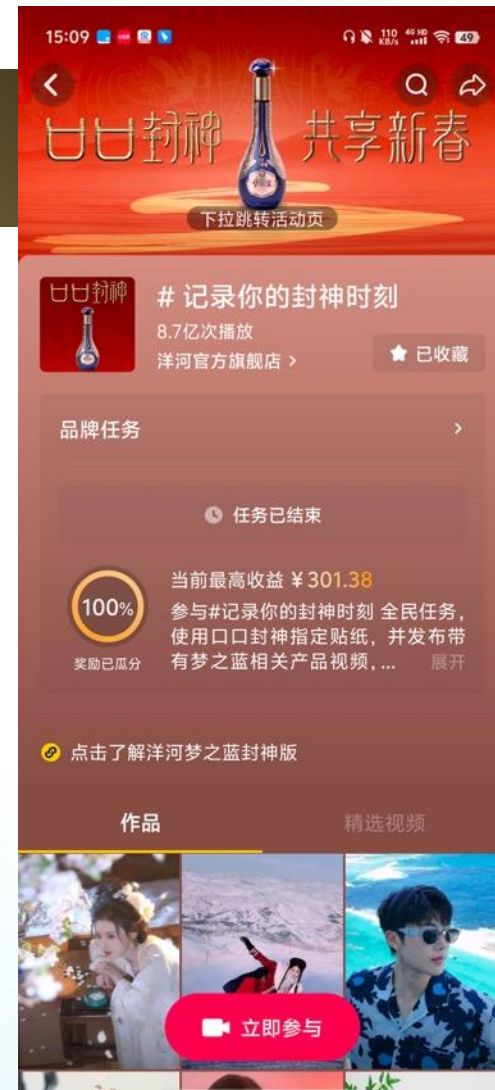 15:09
110 KB/s 4G HD 49
口口封神 共享新春
下拉跳转活动页
口口封神
# 记录你的封神时刻
8.7亿次播放
洋河官方旗舰店 >
已收藏
品牌任务 >
任务已结束
100%
奖励已瓜分
当前最高收益 ¥301.38
参与#记录你的封神时刻 全民任务,
使用口口封神指定贴纸，并发布带
有梦之蓝相关产品视频, ... 展开
点击了解洋河梦之蓝封神版
作品 精选视频
立即参与